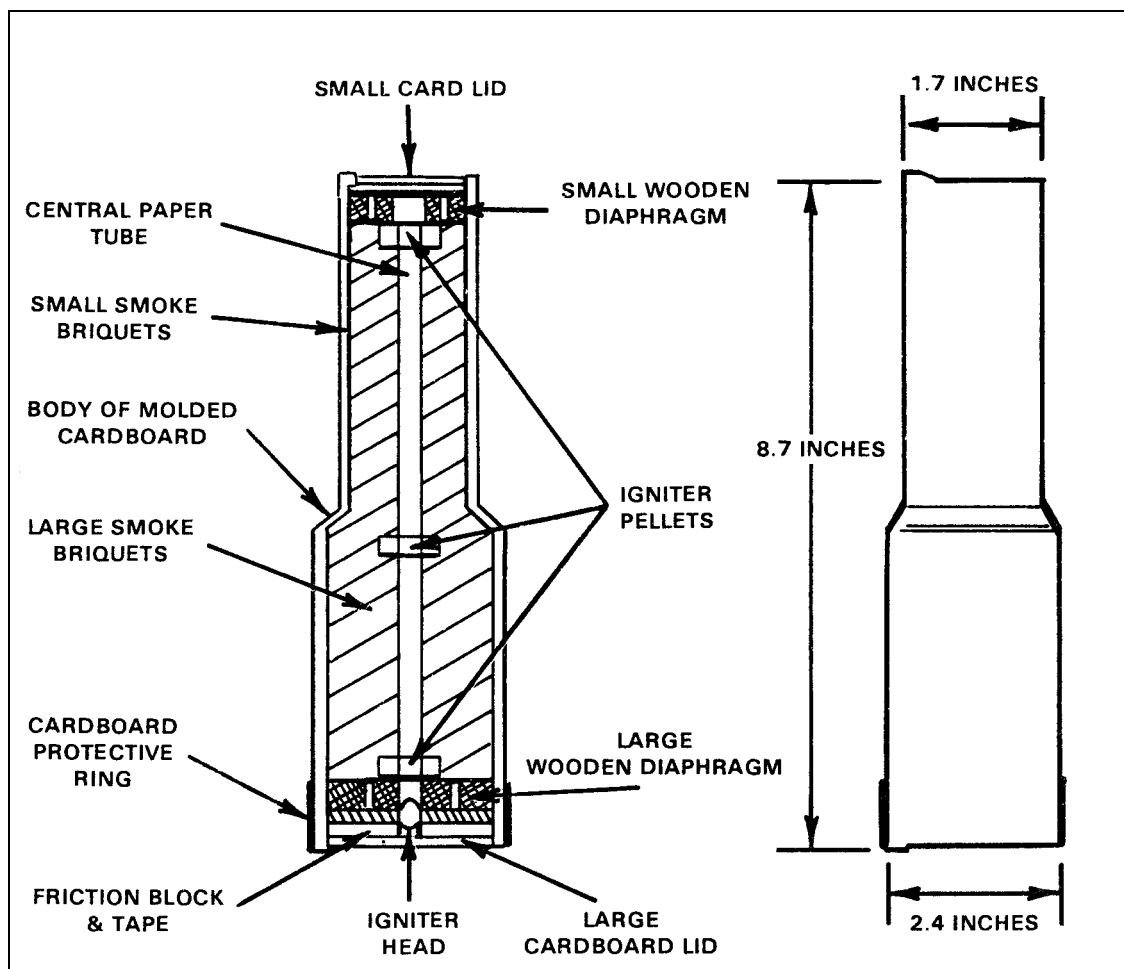 SMALL CARD LID
1.7 INCHES
CENTRAL PAPER
TUBE
SMALL WOODEN
DIAPHRAGM
SMALL SMOKE
BRIQUETS
BODY OF MOLDED
CARDBOARD
8.7 INCHES
IGNITER
PELLETS
LARGE SMOKE
BRIQUETS
CARDBOARD
PROTECTIVE
RING
LARGE
WOODEN DIAPHRAGM
FRICTION BLOCK
& TAPE
IGNITER
HEAD
LARGE
CARDBOARD LID
2.4 INCHES